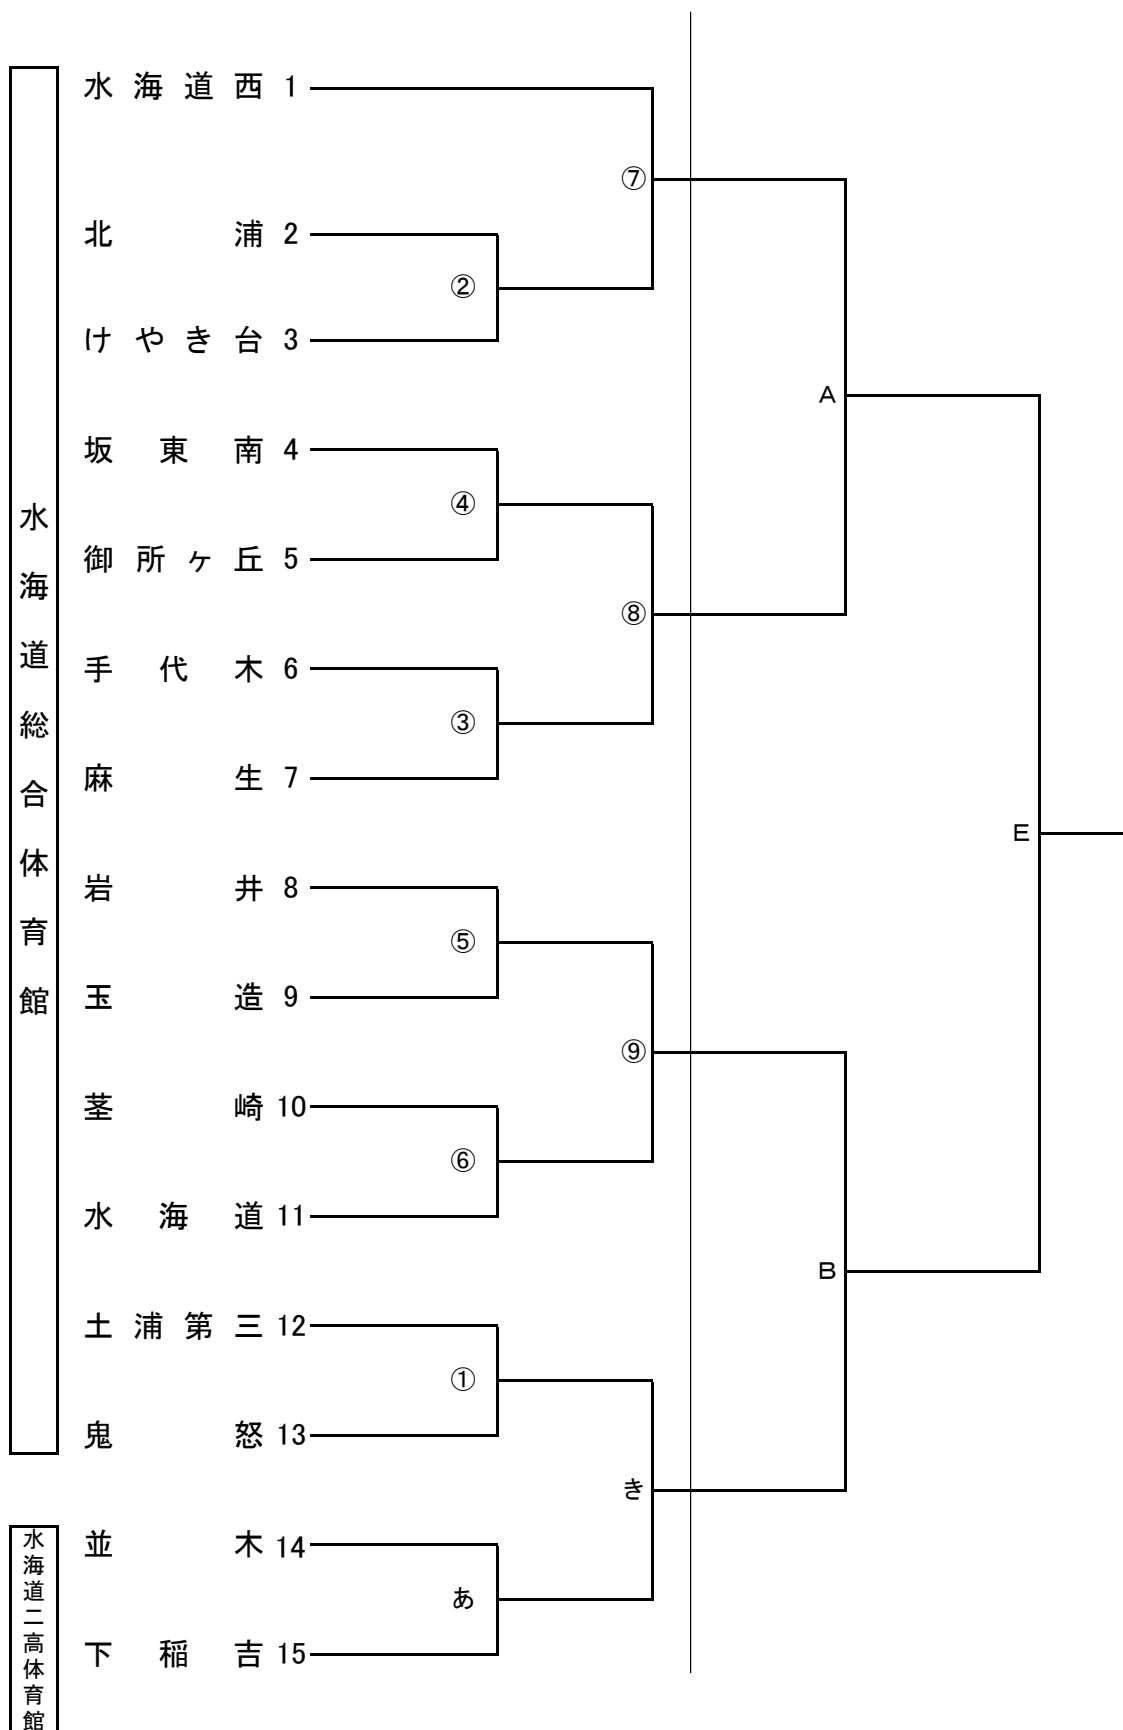 水海道総合体育館
水海道西 1
⑦
北浦 2
②
けやき台 3
A
坂東南 4
④
御所ヶ丘 5
⑧
手代木 6
③
麻生 7
E
岩井 8
⑤
玉造 9
⑨
茎崎 10
⑥
水海道 11
B
土浦第三 12
①
鬼怒 13
き
水海道二高体育館
並木 14
あ
下稲吉 15